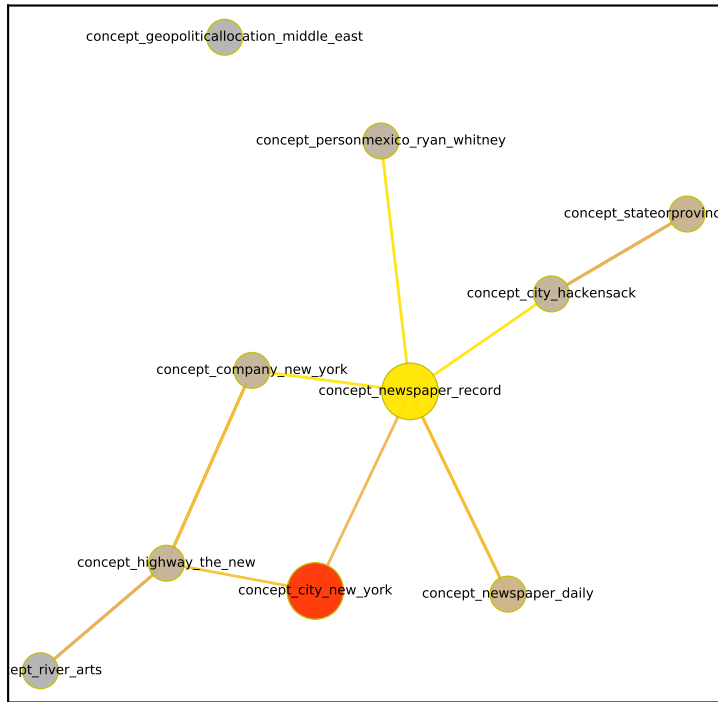 concept_geopoliticallocation_middle_east
concept_personmexico_ryan_whitney
concept_stateorprovinc
concept_city_hackensack
concept_company_new_york
concept_newspaper_record
concept_highway_the_new
concept_city_new_york
concept_newspaper_daily
ept_river_arts